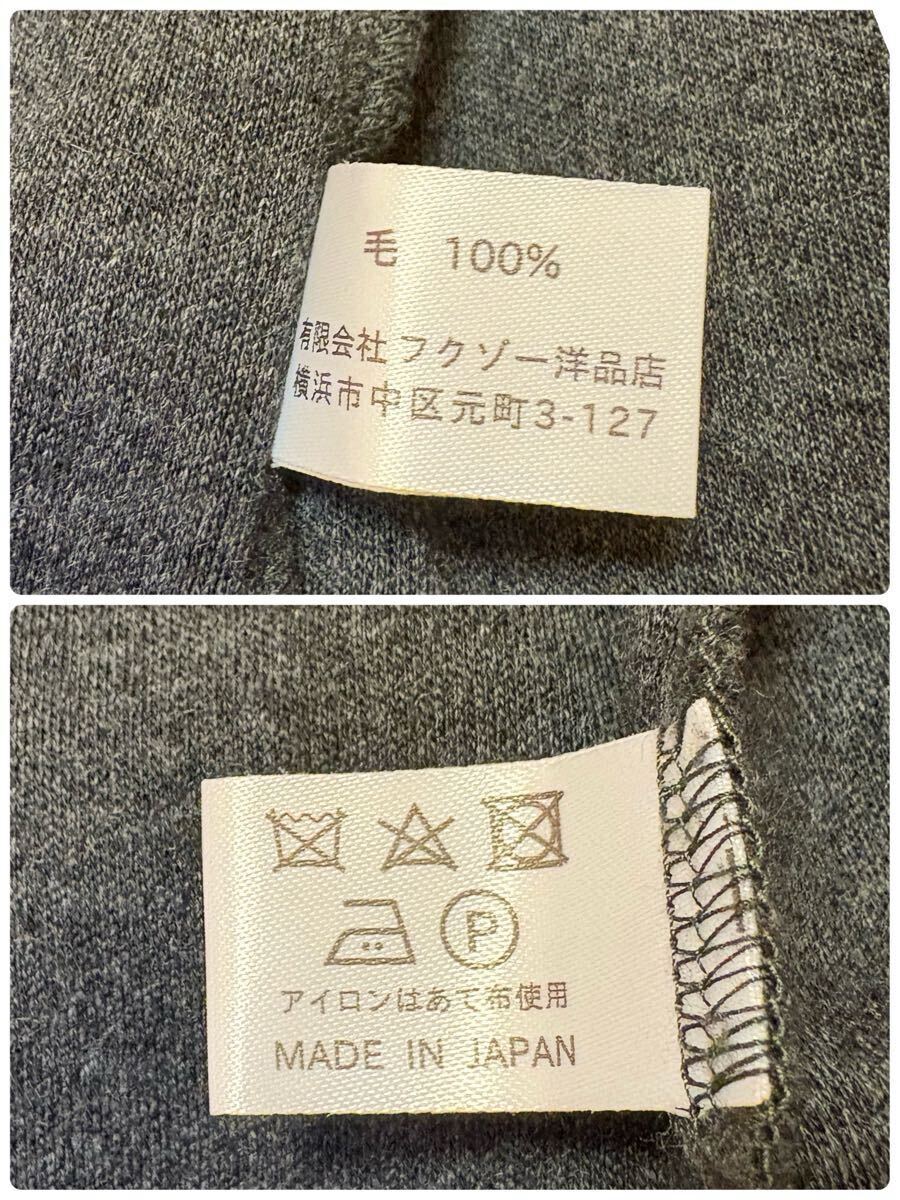 毛 100%
有限会社 フクゾー洋品店
横浜市中区元町3-127
P
アイロンはあて布使用
MADE IN JAPAN